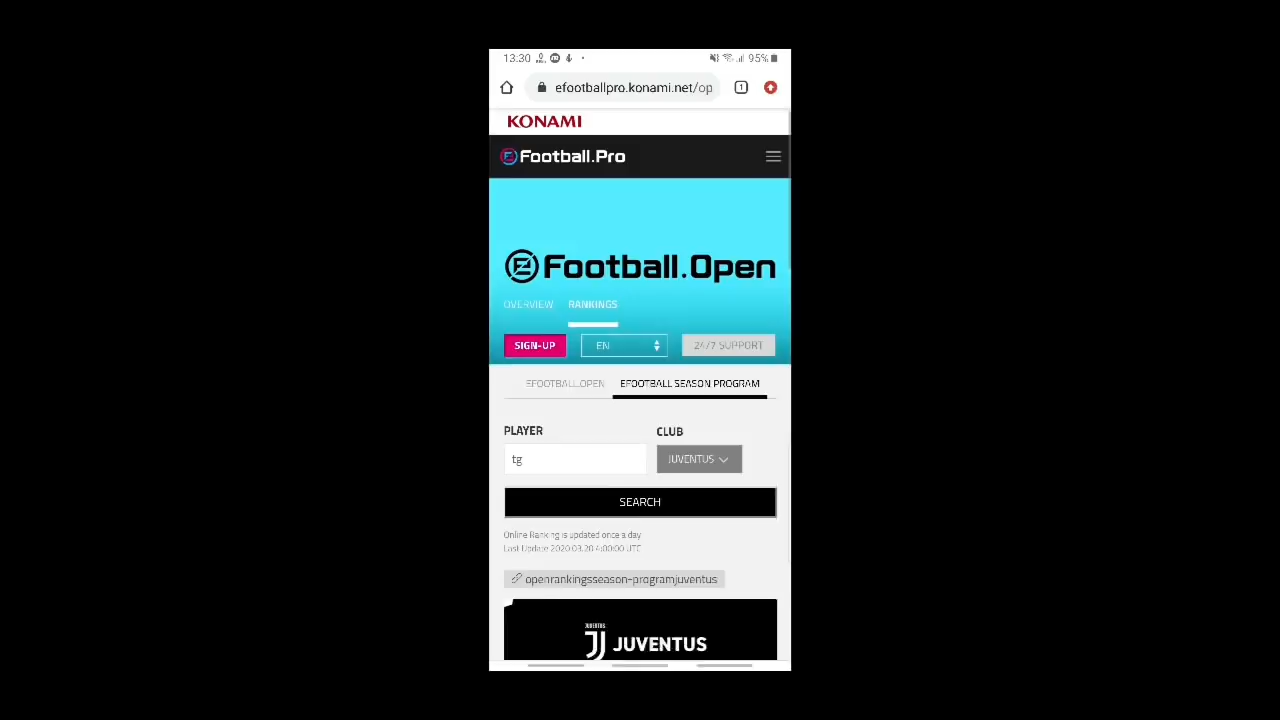 13:30 95%
efootballpro.konami.net/op 1
KONAMI
Football.Pro
Football.Open
OVERVIEW RANKINGS
SIGN-UP EN 24/7 SUPPORT
EFOOTBALL.OPEN EFOOTBALL SEASON PROGRAM
PLAYER CLUB
tg JUVENTUS
SEARCH
Online Ranking is updated once a day
Last Update 2020.03.20 4:00:00 UTC
openrankingsseason-programjuventus
JUVENTUS
JUVENTUS